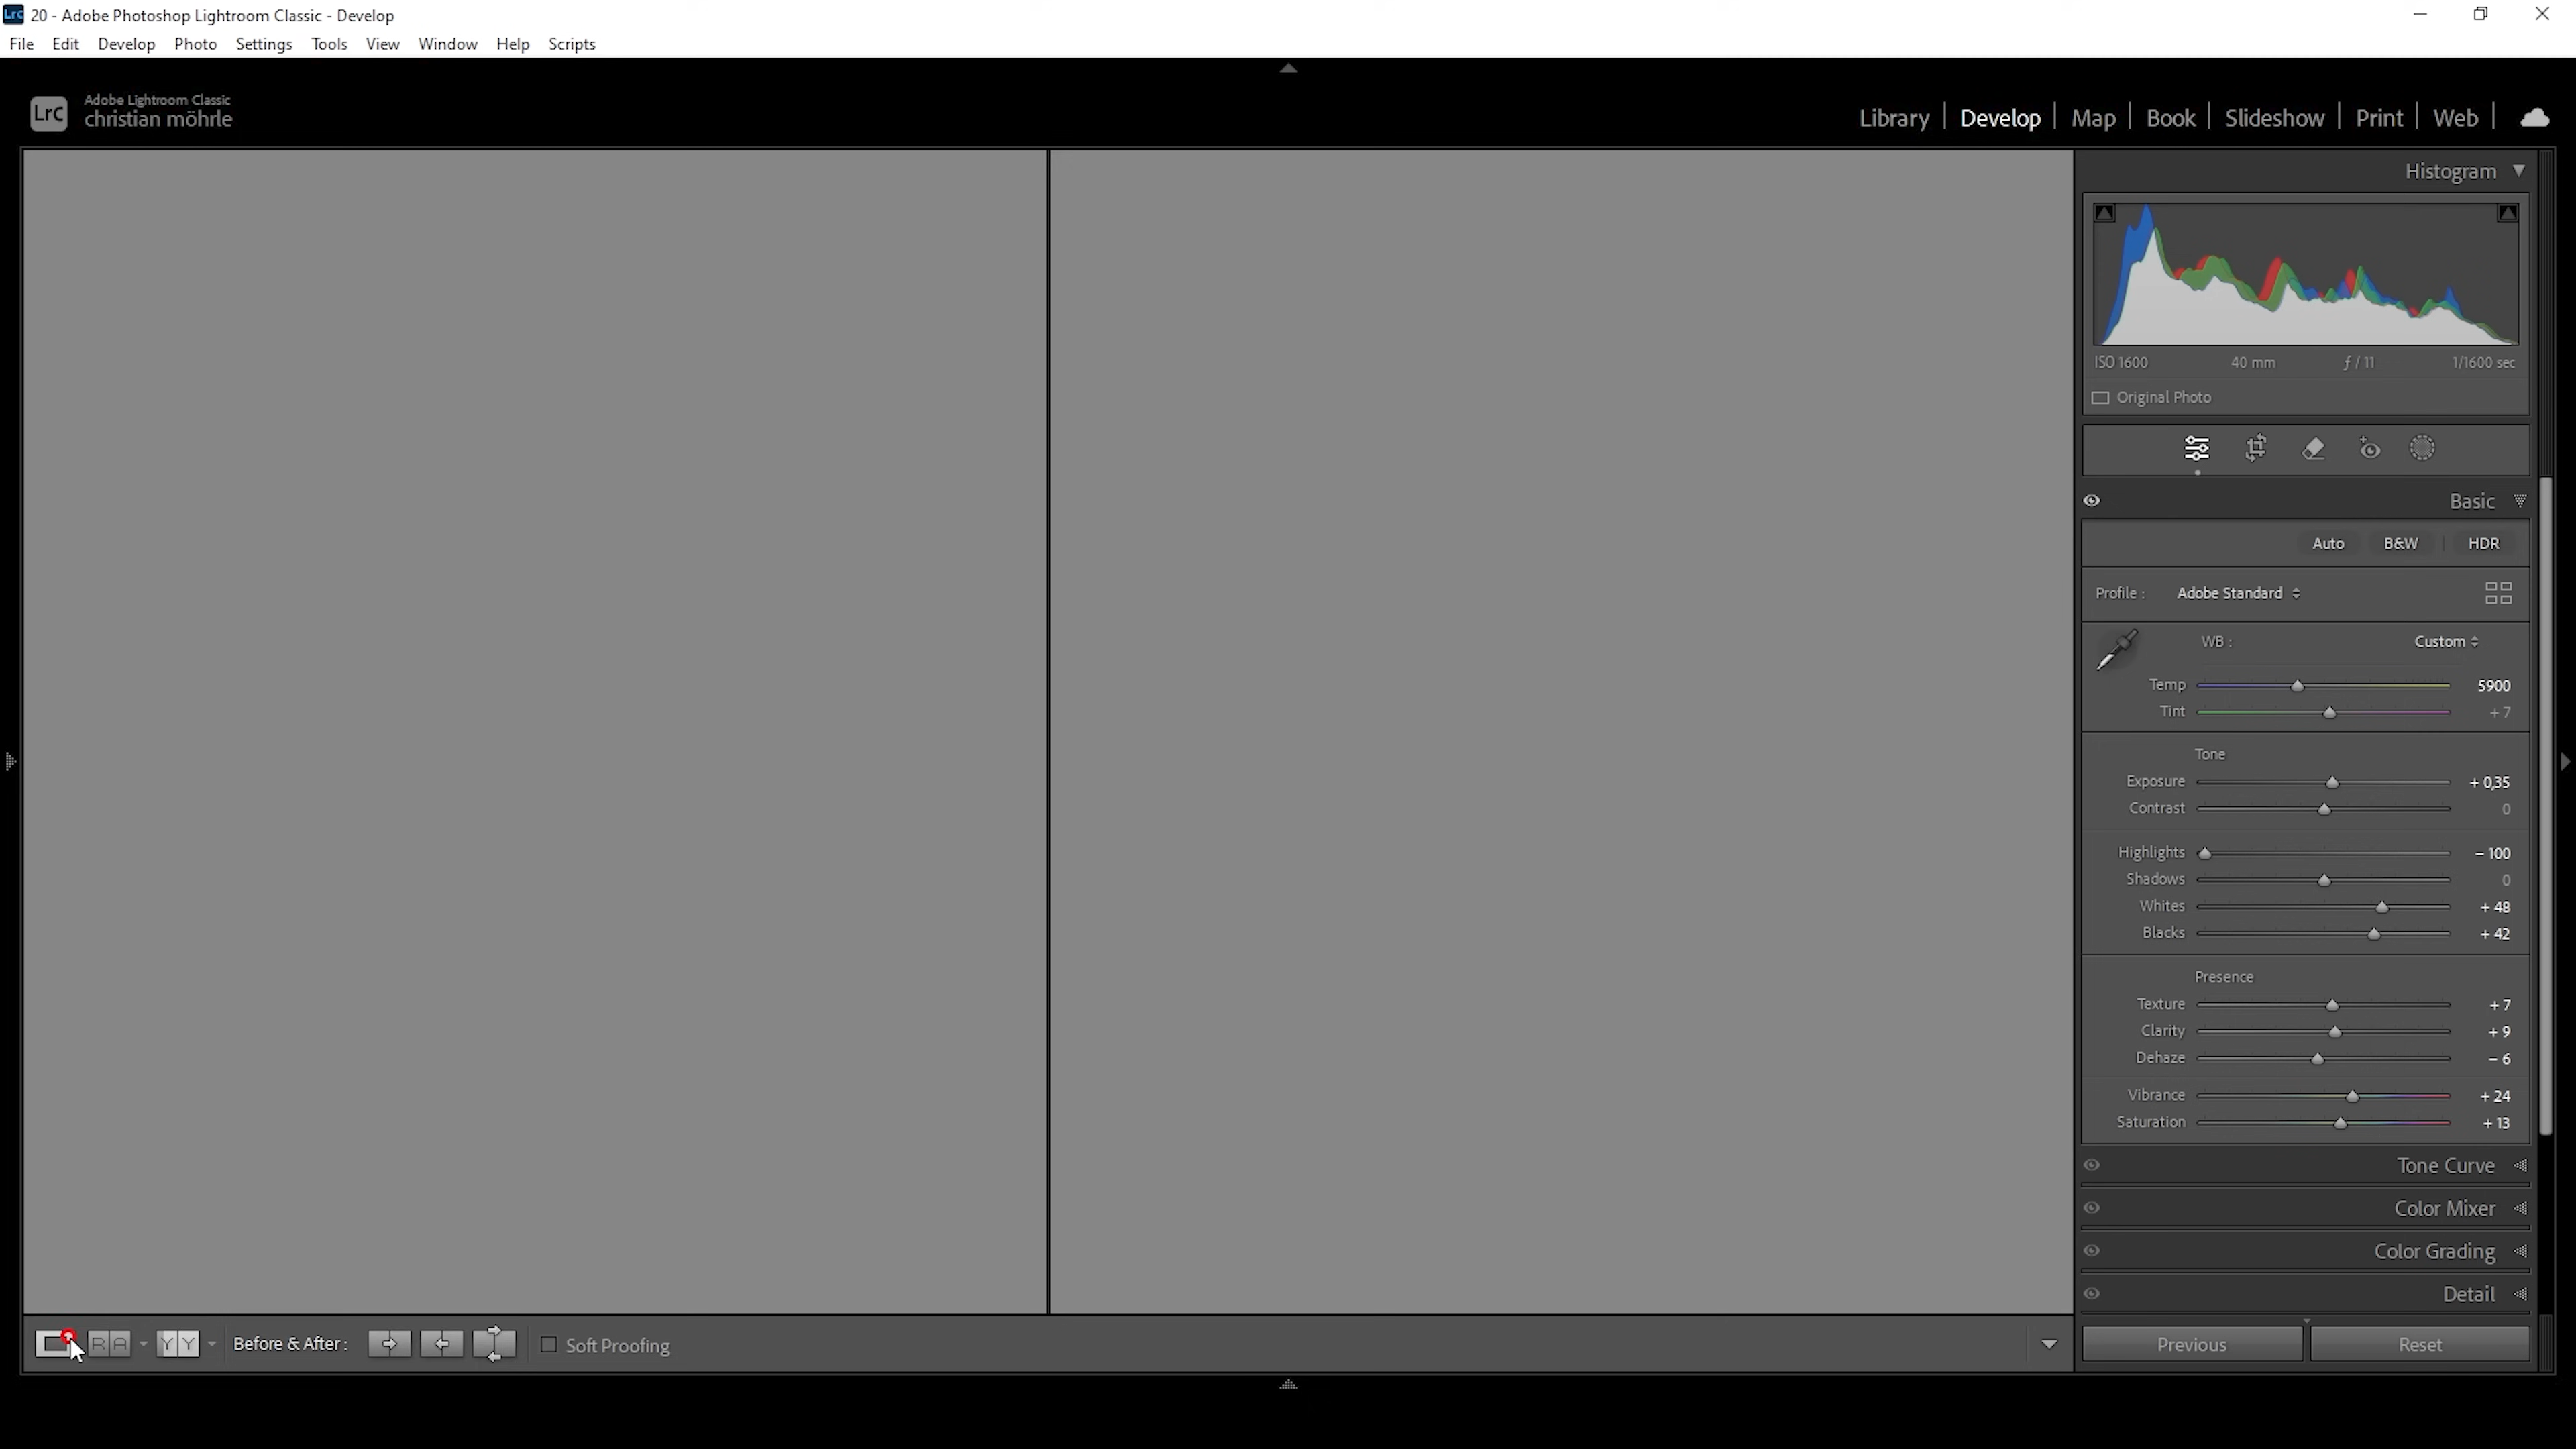 Lrc 20 - Adobe Photoshop Lightroom Classic - Develop
File Edit Develop Photo Settings Tools View Window Help Scripts
Lrc
Adobe Lightroom Classic
christian möhrle
Library | Develop | Map | Book | Slideshow | Print | Web |
Histogram
ISO 1600 40 mm ƒ / 11 1/1600 sec
Original Photo
Basic
Auto B&W | HDR
Profile : Adobe Standard
WB : Custom
Temp 5900
Tint + 7
Tone
Exposure + 0,35
Contrast 0
Highlights – 100
Shadows 0
Whites + 48
Blacks + 42
Presence
Texture + 7
Clarity + 9
Dehaze – 6
Vibrance + 24
Saturation + 13
Tone Curve
Color Mixer
Color Grading
Detail
R A Y Y Before & After : Soft Proofing
Previous Reset